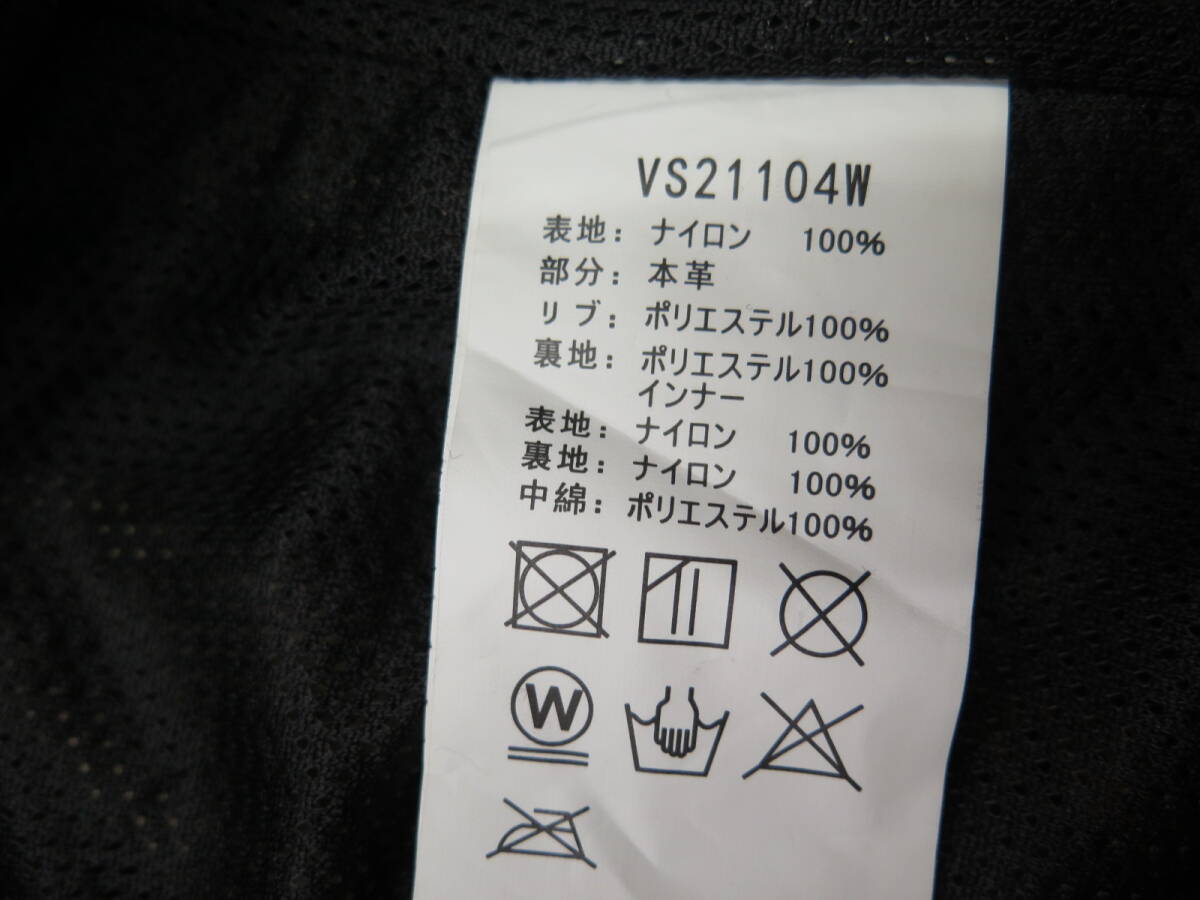 VS21104W
表地： ナイロン 100%
部分： 本革
リブ： ポリエステル100%
裏地： ポリエステル100%
インナー
表地： ナイロン 100%
裏地： ナイロン 100%
中綿： ポリエステル100%
W